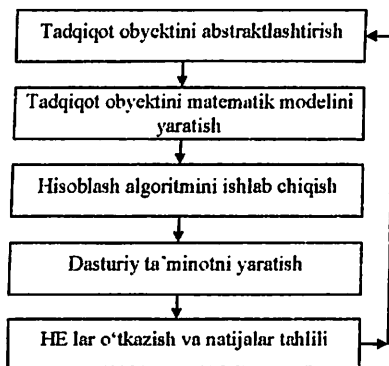 Tadqiqot obyektini abstraktlashtirish
Tadqiqot obyektini matematik modelini
yaratish
Hisoblash algoritmini ishlab chiqish
Dasturiy ta'minotni yaratish
HE lar o‘tkazish va natijalar tahlili